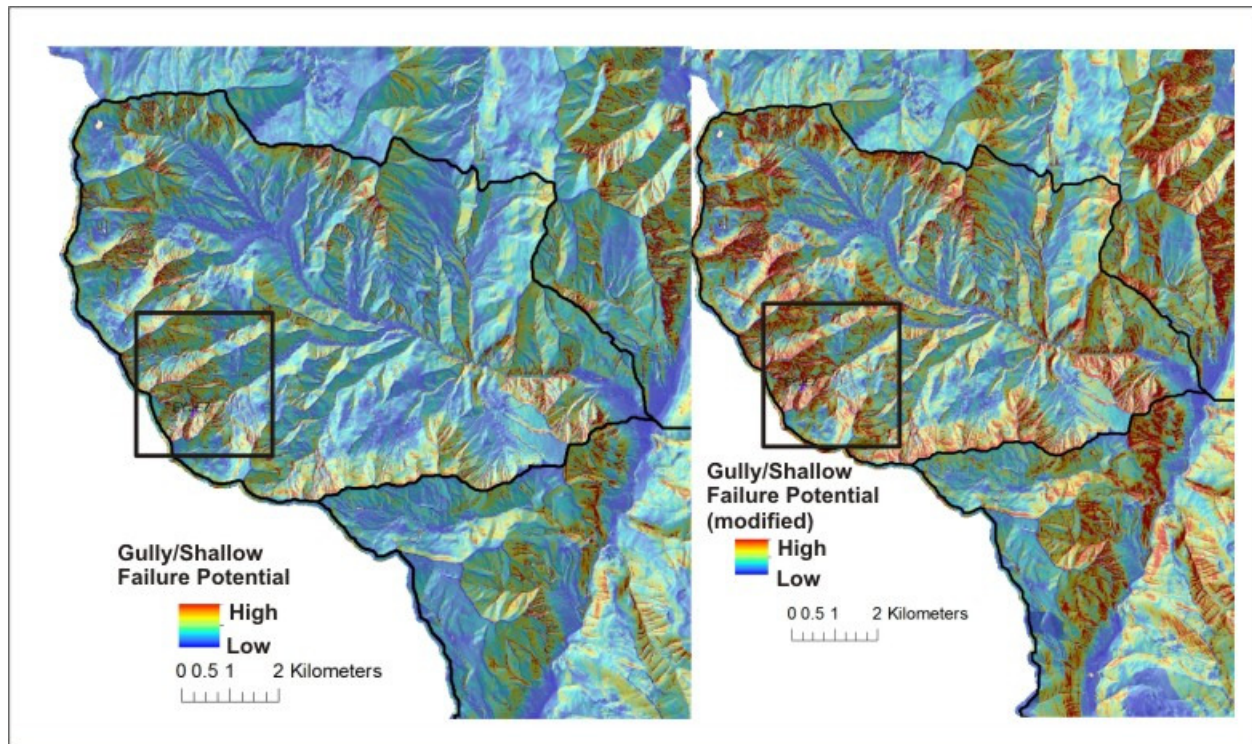 Gully/Shallow
Failure Potential
High
Low
0 0.5 1 2 Kilometers
Gully/Shallow
Failure Potential
(modified)
High
Low
0 0.5 1 2 Kilometers